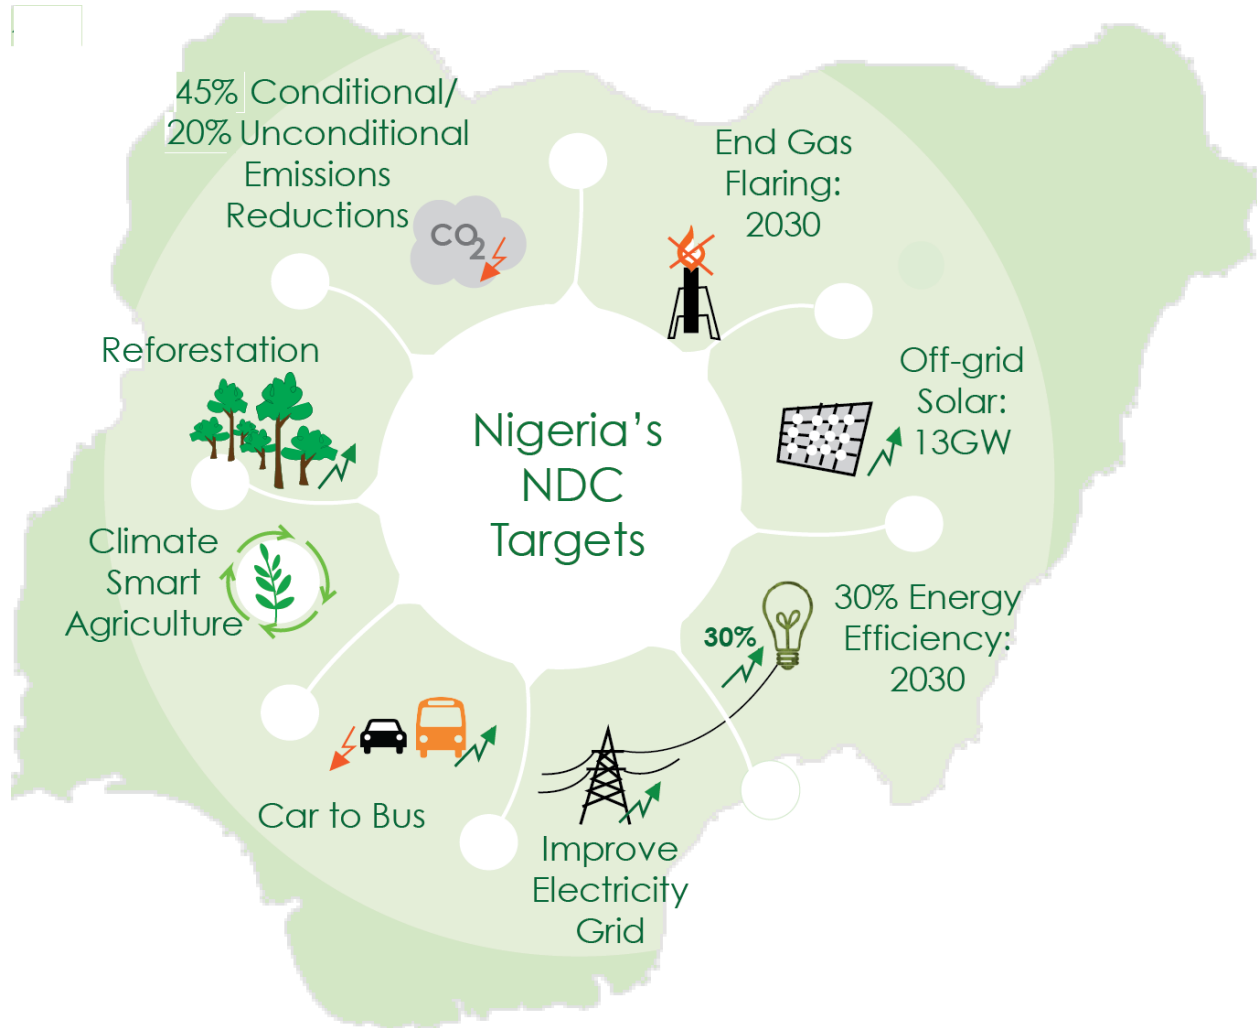 45% Conditional/
20% Unconditional
Emissions
Reductions
CO2
End Gas
Flaring:
2030
Off-grid
Solar:
13GW
30% Energy
Efficiency:
2030
30%
Improve
Electricity
Grid
Car to Bus
Climate
Smart
Agriculture
Reforestation
Nigeria’s
NDC
Targets